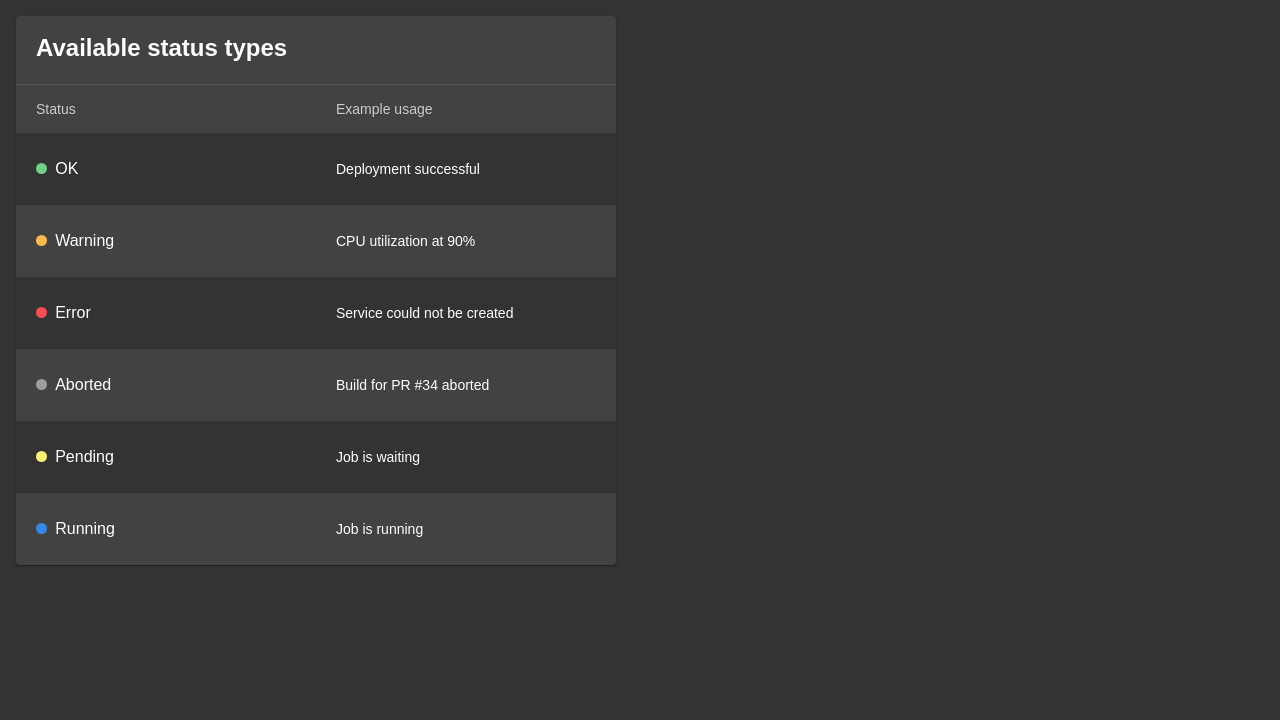 Available status types
Status Example usage
OK Deployment successful
Warning CPU utilization at 90%
Error Service could not be created
Aborted Build for PR #34 aborted
Pending Job is waiting
Running Job is running